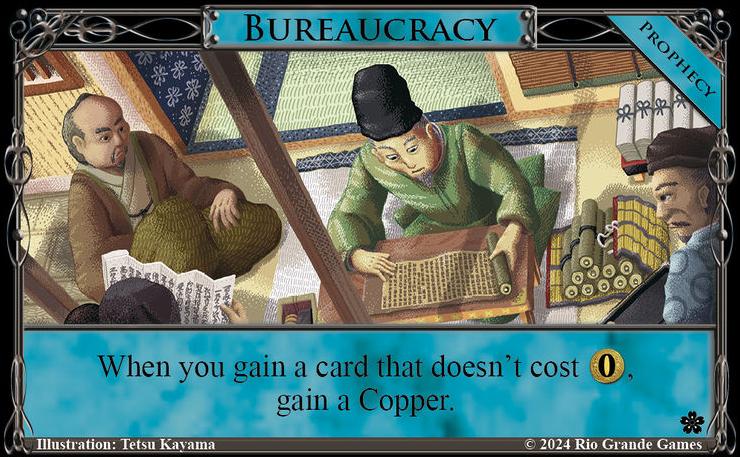 BUREAUCRACY
PROPHECY
When you gain a card that doesn't cost 0,
gain a Copper.
Illustration: Tetsu Kayama
© 2024 Rio Grande Games